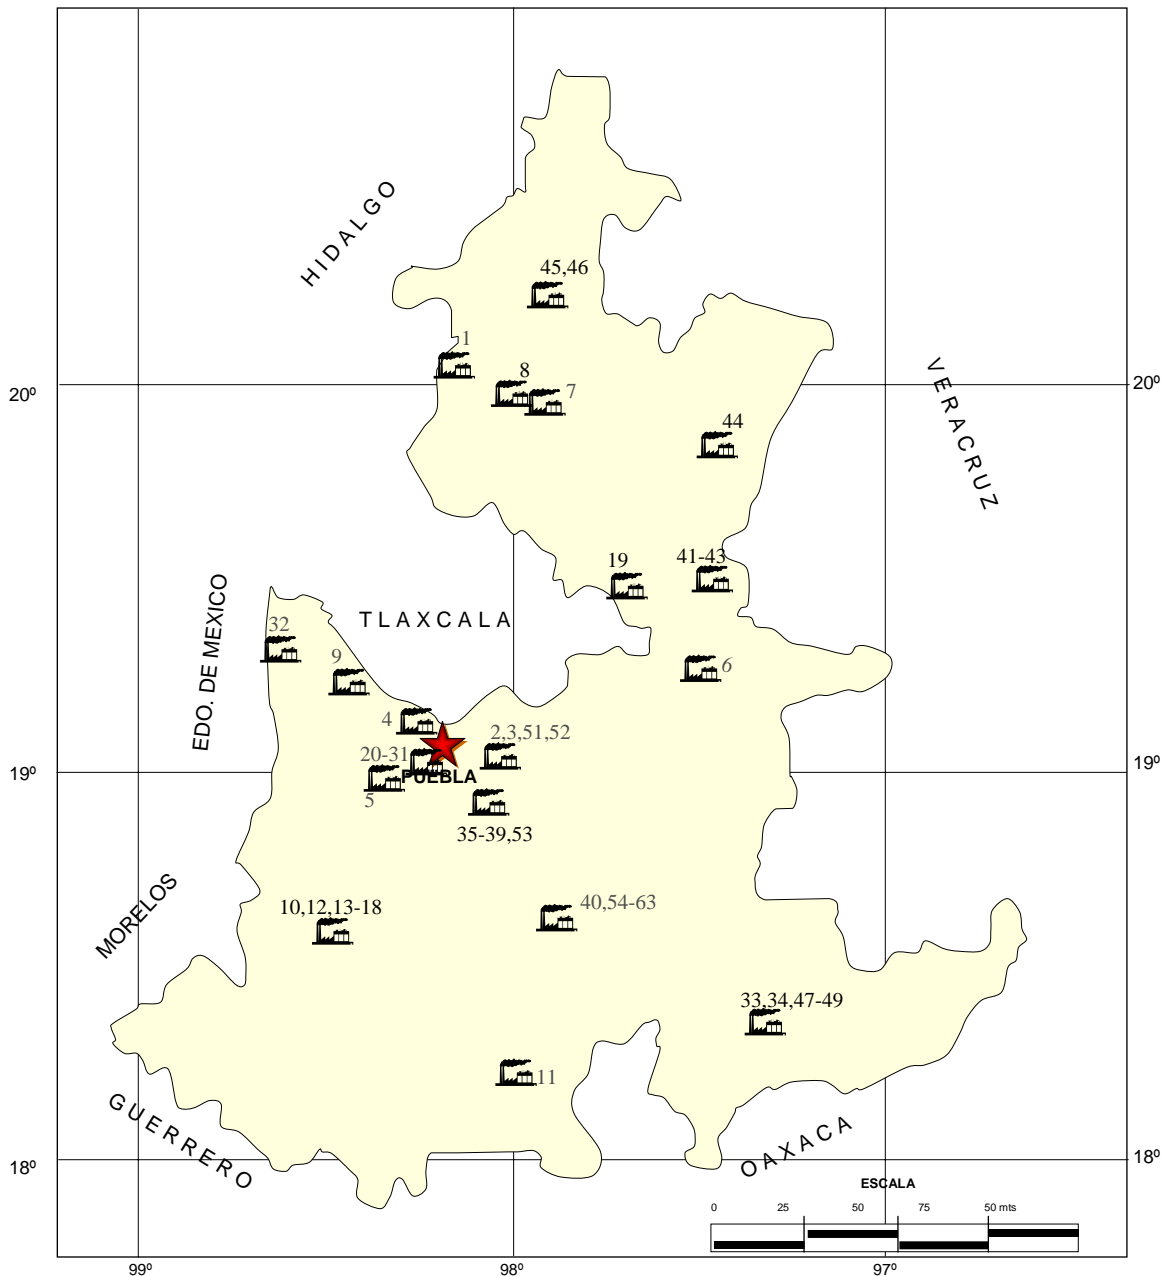 HIDALGO
45,46
1
8
7
20º
20º
VERACRUZ
44
19
41-43
EDO. DE MEXICO
TLAXCALA
32
9
6
4
2,3,51,52
20-31
PUEBLA
19º
19º
5
35-39,53
MORELOS
10,12,13-18
40,54-63
33,34,47-49
11
GUERRERO
OAXACA
18º
18º
ESCALA
0 25 50 75 50 mts
99º 98º 97º